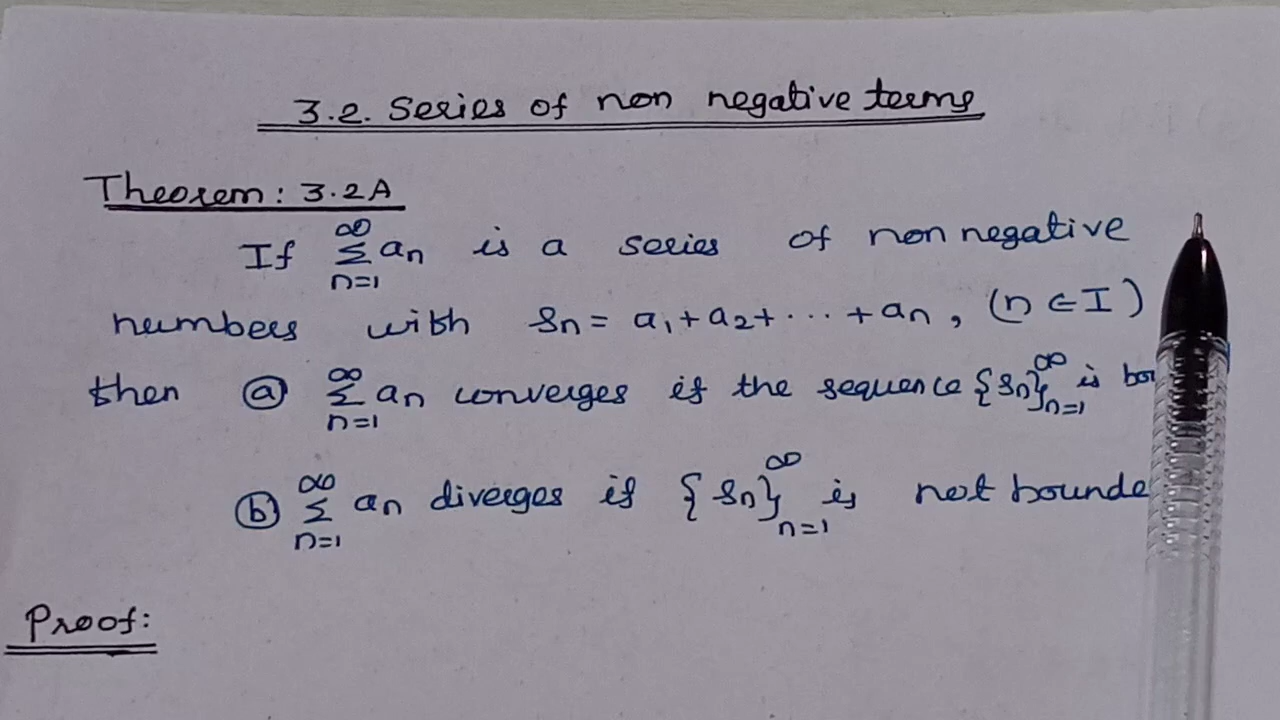 3.2. Series of non negative terms
Theorem: 3.2A
If ∞ Σ n=1 an is a series of non negative
numbers with sn = a1 + a2 + ... + an, (n ∈ I)
then (a) ∞ Σ n=1 an converges if the sequence {sn}∞ n=1 is
(b) ∞ Σ n=1 an diverges if {sn}∞ n=1 is not bounde
Proof: